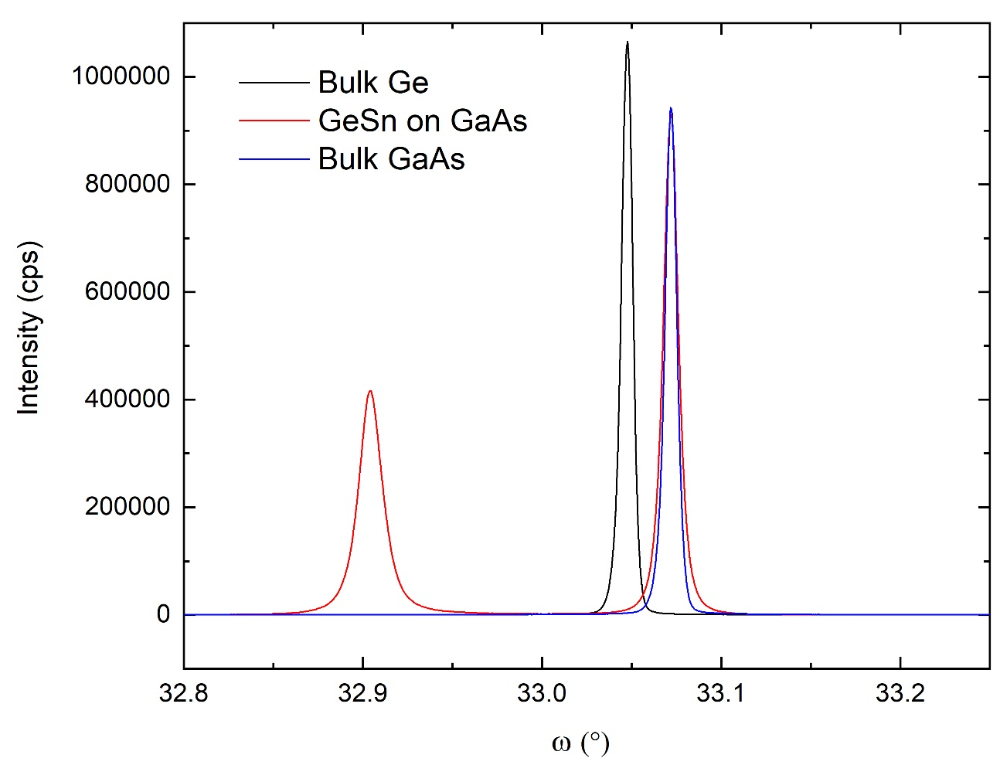 Bulk Ge
GeSn on GaAs
Bulk GaAs
1000000
800000
600000
400000
200000
0
Intensity (cps)
32.8 32.9 33.0 33.1 33.2
ω (°)